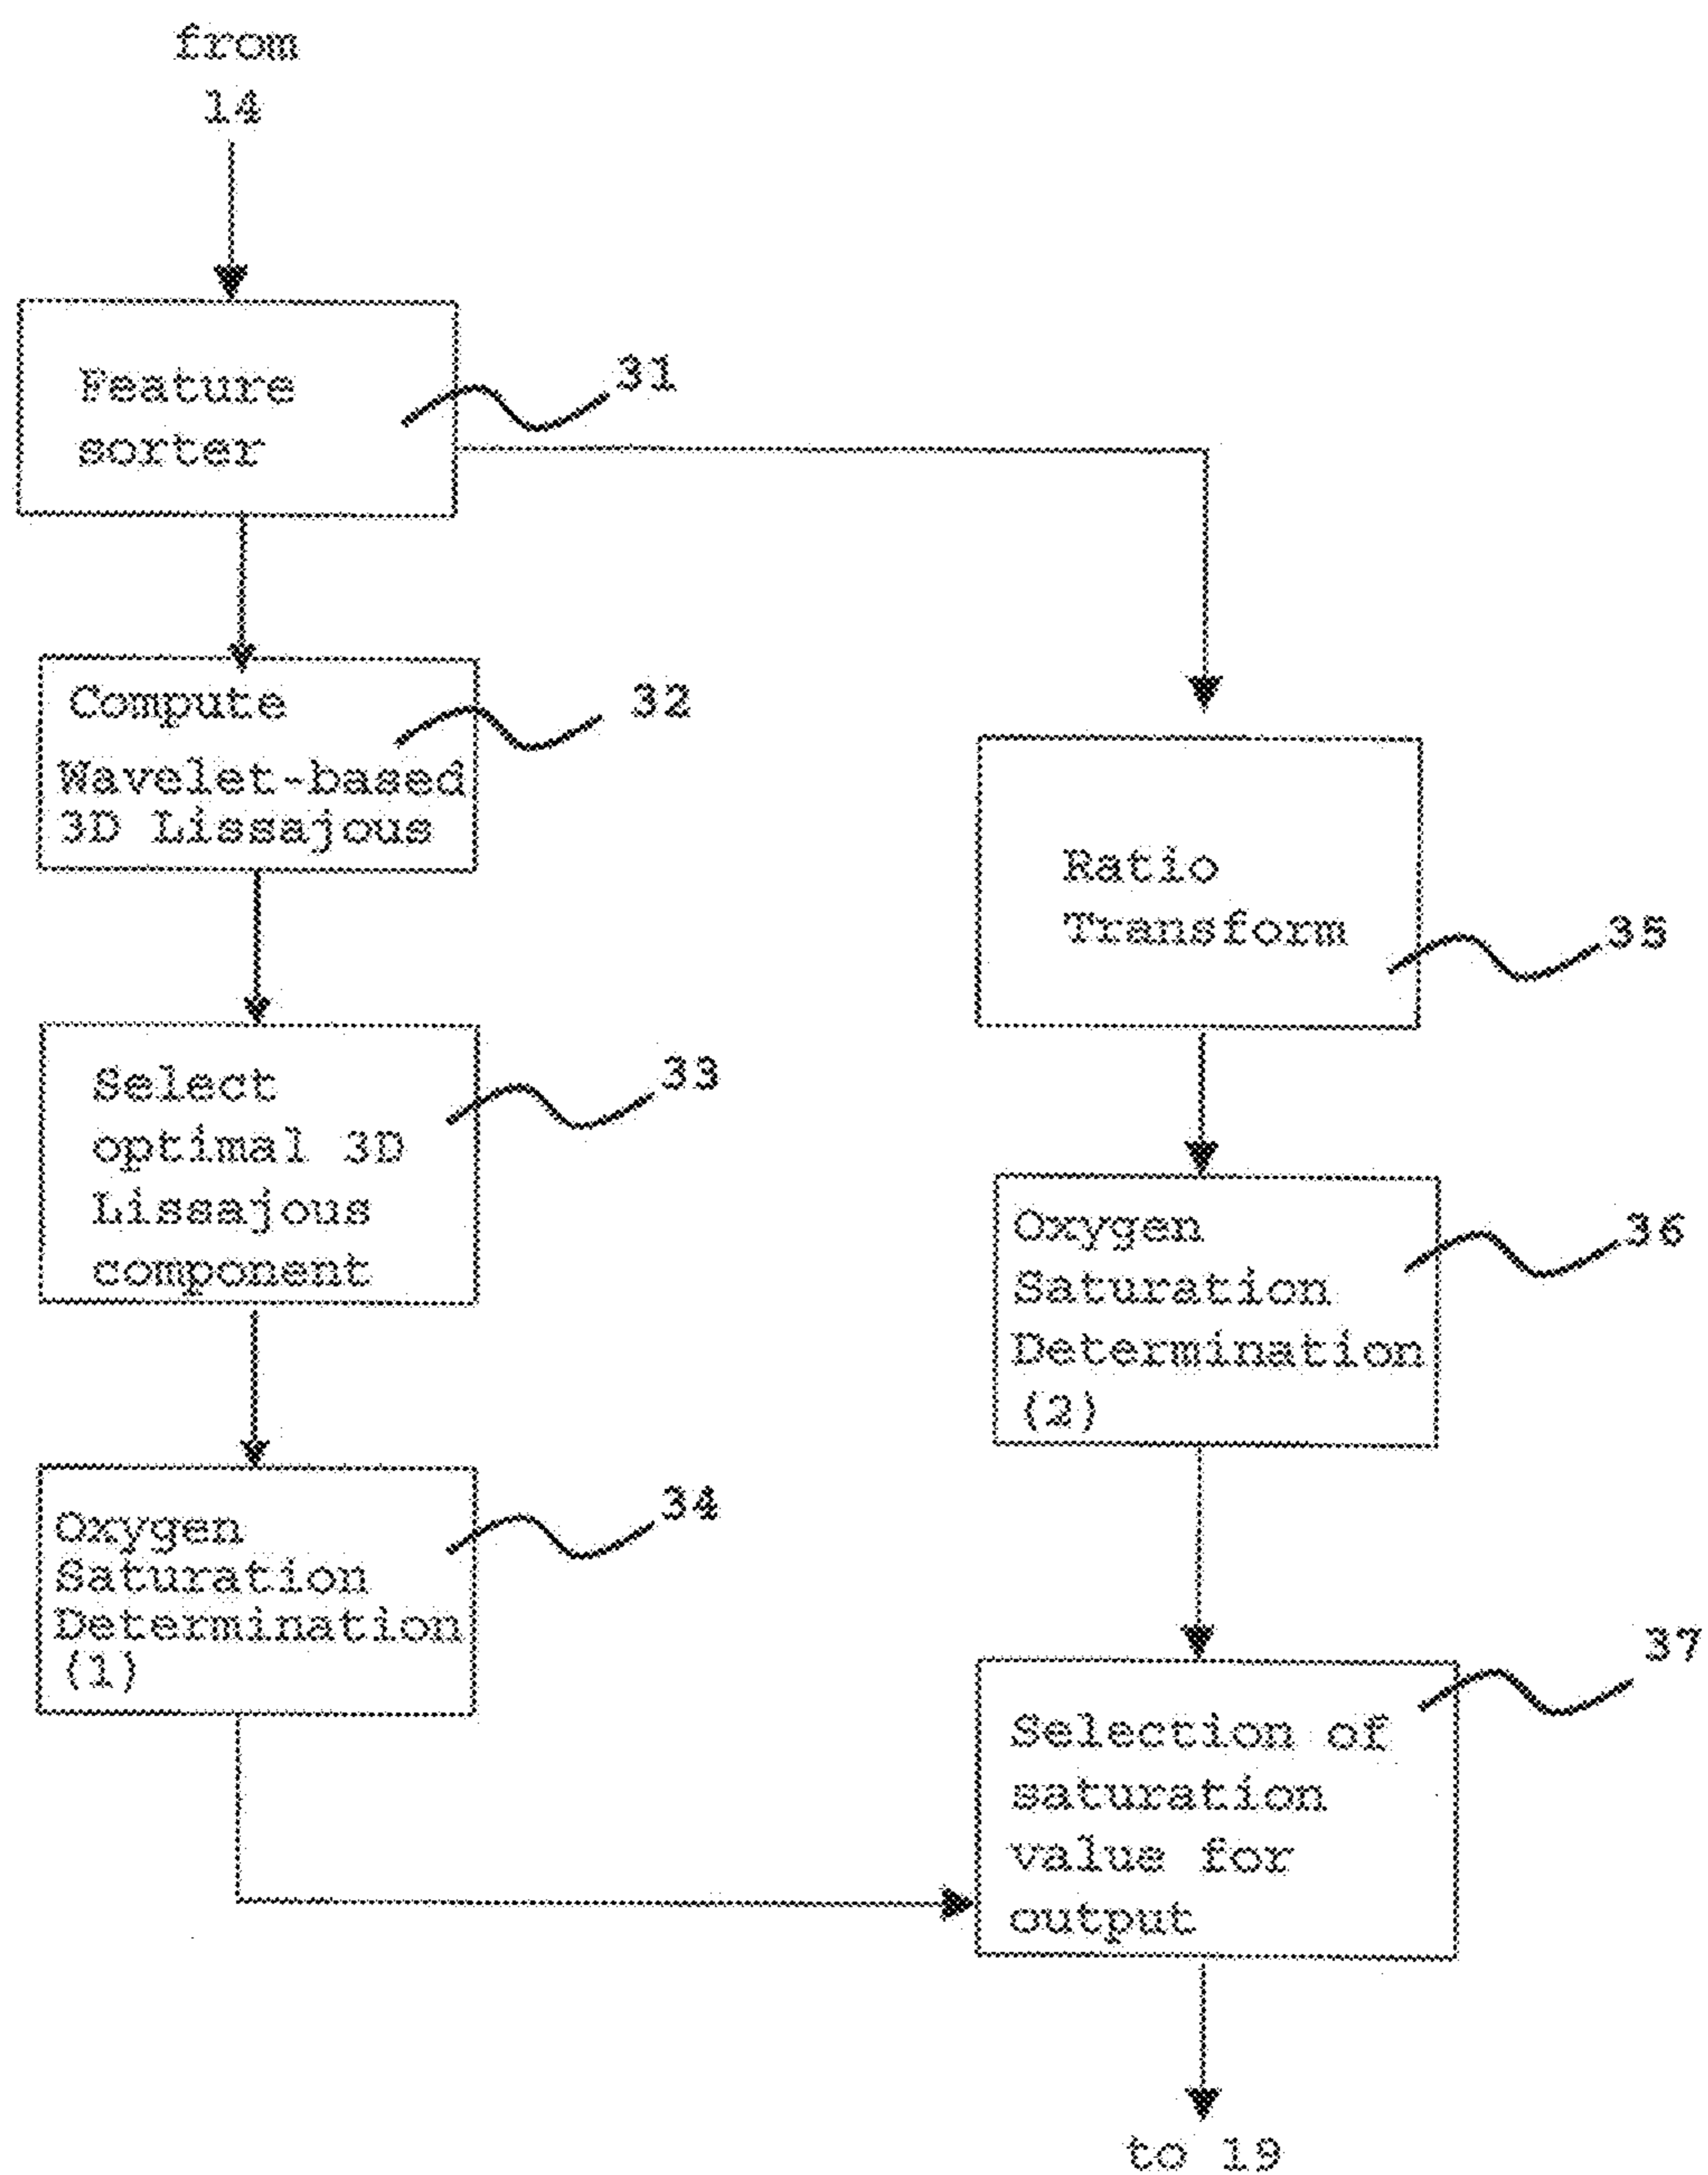 from
14
Feature
sorter
31
Compute
Wavelet-based
3D Lissajous
32
Select
optimal 3D
Lissajous
component
33
Oxygen
Saturation
Determination
(1)
34
Ratio
Transform
35
Oxygen
Saturation
Determination
(2)
36
Selection of
saturation
value for
output
37
to 19